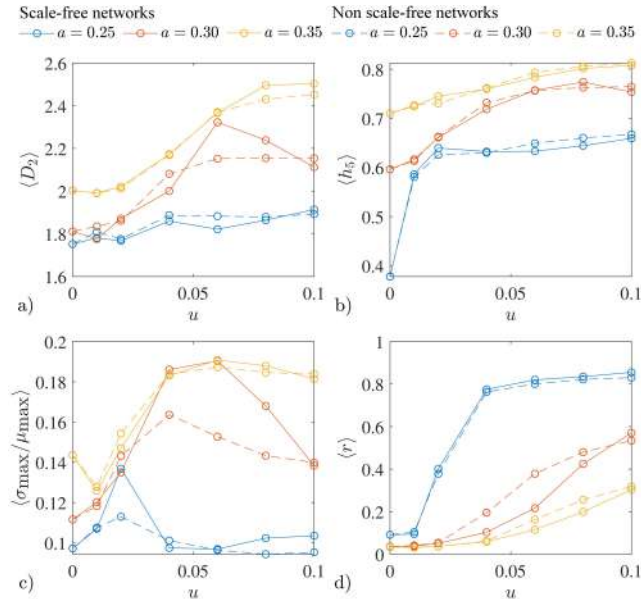 Scale-free networks
Non scale-free networks
a = 0.25 a = 0.30 a = 0.35 a = 0.25 a = 0.30 a = 0.35
2.6
2.4
2.2
2
1.8
1.6
⟨D₂⟩
0 0.05 0.1
a) u
0.8
0.7
0.6
0.5
0.4
⟨h₅⟩
0 0.05 0.1
b) u
0.2
0.18
0.16
0.14
0.12
0.1
⟨σmax/μmax⟩
0 0.05 0.1
c) u
1
0.8
0.6
0.4
0.2
0
⟨r⟩
0 0.05 0.1
d) u